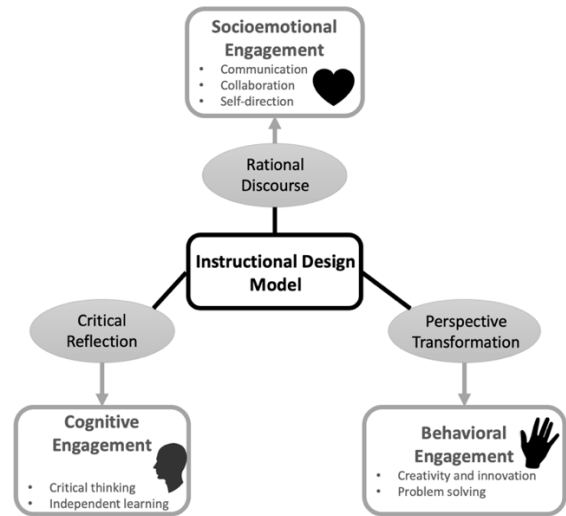 Socioemotional
Engagement
• Communication
• Collaboration
• Self-direction
Rational
Discourse
Instructional Design
Model
Critical
Reflection
Perspective
Transformation
Cognitive
Engagement
• Critical thinking
• Independent learning
Behavioral
Engagement
• Creativity and innovation
• Problem solving